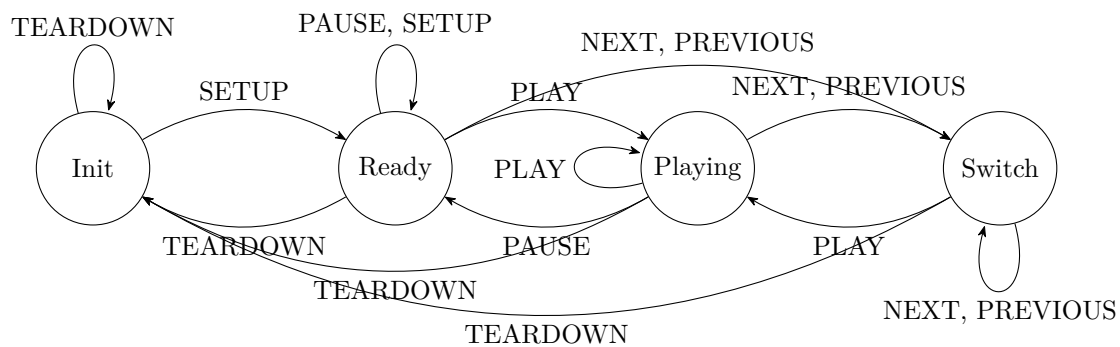 TEARDOWN
PAUSE, SETUP
NEXT, PREVIOUS
SETUP
PLAY
NEXT, PREVIOUS
Init
Ready
PLAY
Playing
Switch
TEARDOWN
PAUSE
PLAY
TEARDOWN
NEXT, PREVIOUS
TEARDOWN